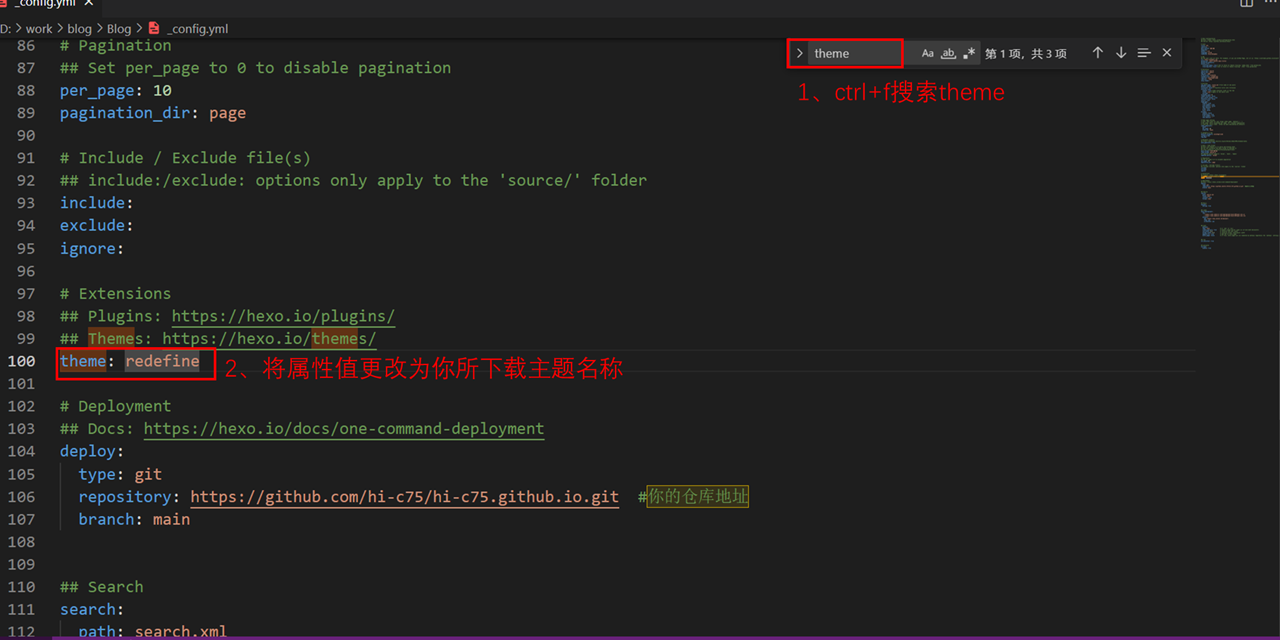 _config.yml ×
D: > work > blog > Blog > _config.yml
theme Aa ab .* 第 1 项, 共 3 项
1、ctrl+f搜索theme
86 # Pagination
87 ## Set per_page to 0 to disable pagination
88 per_page: 10
89 pagination_dir: page
90
91 # Include / Exclude file(s)
92 ## include:/exclude: options only apply to the 'source/' folder
93 include:
94 exclude:
95 ignore:
96
97 # Extensions
98 ## Plugins: https://hexo.io/plugins/
99 ## Themes: https://hexo.io/themes/
100 theme: redefine 2、将属性值更改为你所下载主题名称
101
102 # Deployment
103 ## Docs: https://hexo.io/docs/one-command-deployment
104 deploy:
105 type: git
106 repository: https://github.com/hi-c75/hi-c75.github.io.git #你的仓库地址
107 branch: main
108
109
110 ## Search
111 search:
112 path: search.xml